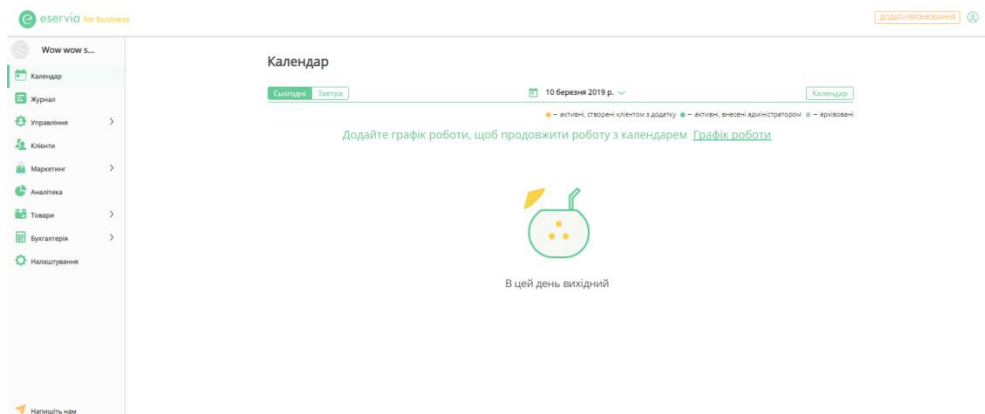 eservia for business
ДОДАТИ БРОНЮВАННЯ
Wow wow s...
Календар
Журнал
Управління
Клієнти
Маркетинг
Аналітика
Товари
Бухгалтерія
Налаштування
Напишіть нам
Календар
Сьогодні Завтра
10 березня 2019 р.
Календар
– активні, створені клієнтом з додатку – активні, внесені адміністратором – архівовані
Додайте графік роботи, щоб продовжити роботу з календарем Графік роботи
В цей день вихідний